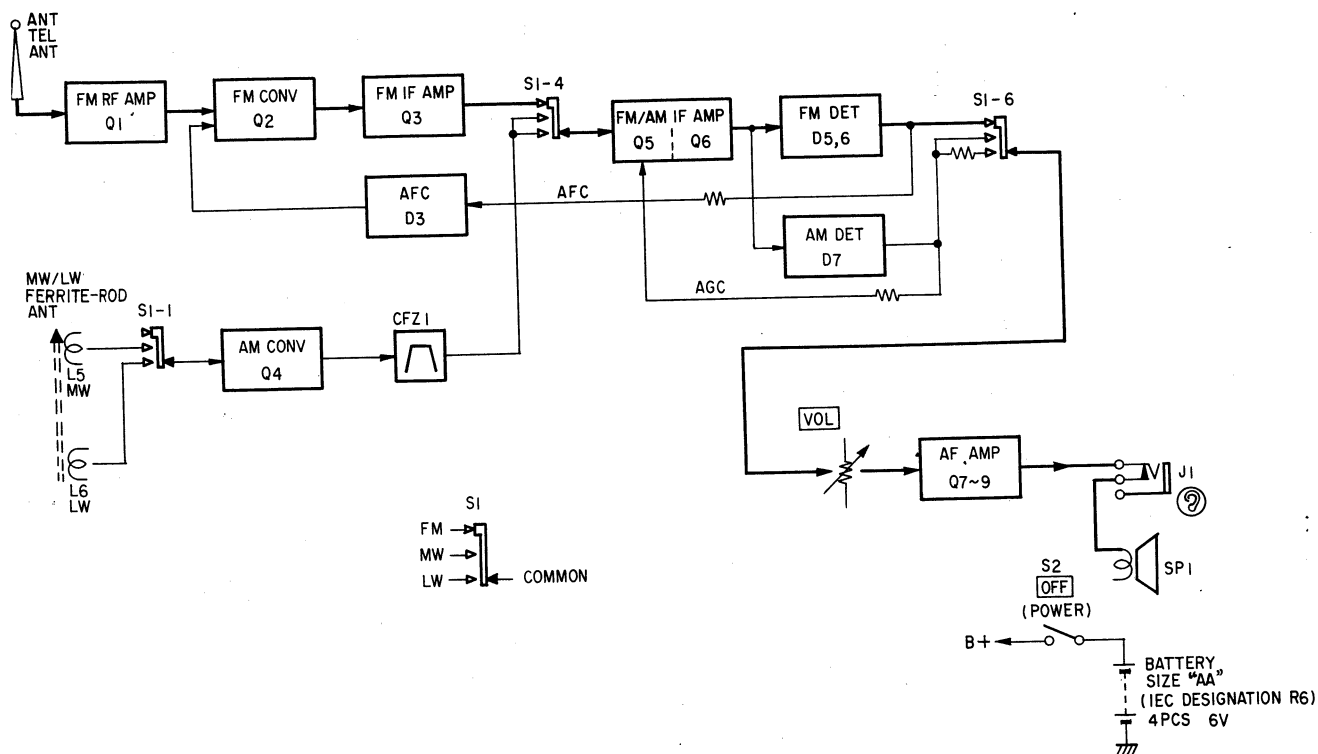 ANT
TEL
ANT
FM RF AMP
Q1
FM CONV
Q2
FM IF AMP
Q3
S1-4
FM/AM IF AMP
Q5
Q6
FM DET
D5,6
S1-6
AFC
D3
AFC
AM DET
D7
AGC
MW/LW
FERRITE-ROD
ANT
S1-1
L5
MW
L6
LW
AM CONV
Q4
CFZ1
VOL
AF AMP
Q7~9
J1
SP1
S1
FM
MW
LW
COMMON
S2
OFF
(POWER)
B+
BATTERY
SIZE "AA"
(IEC DESIGNATION R6)
4PCS 6V